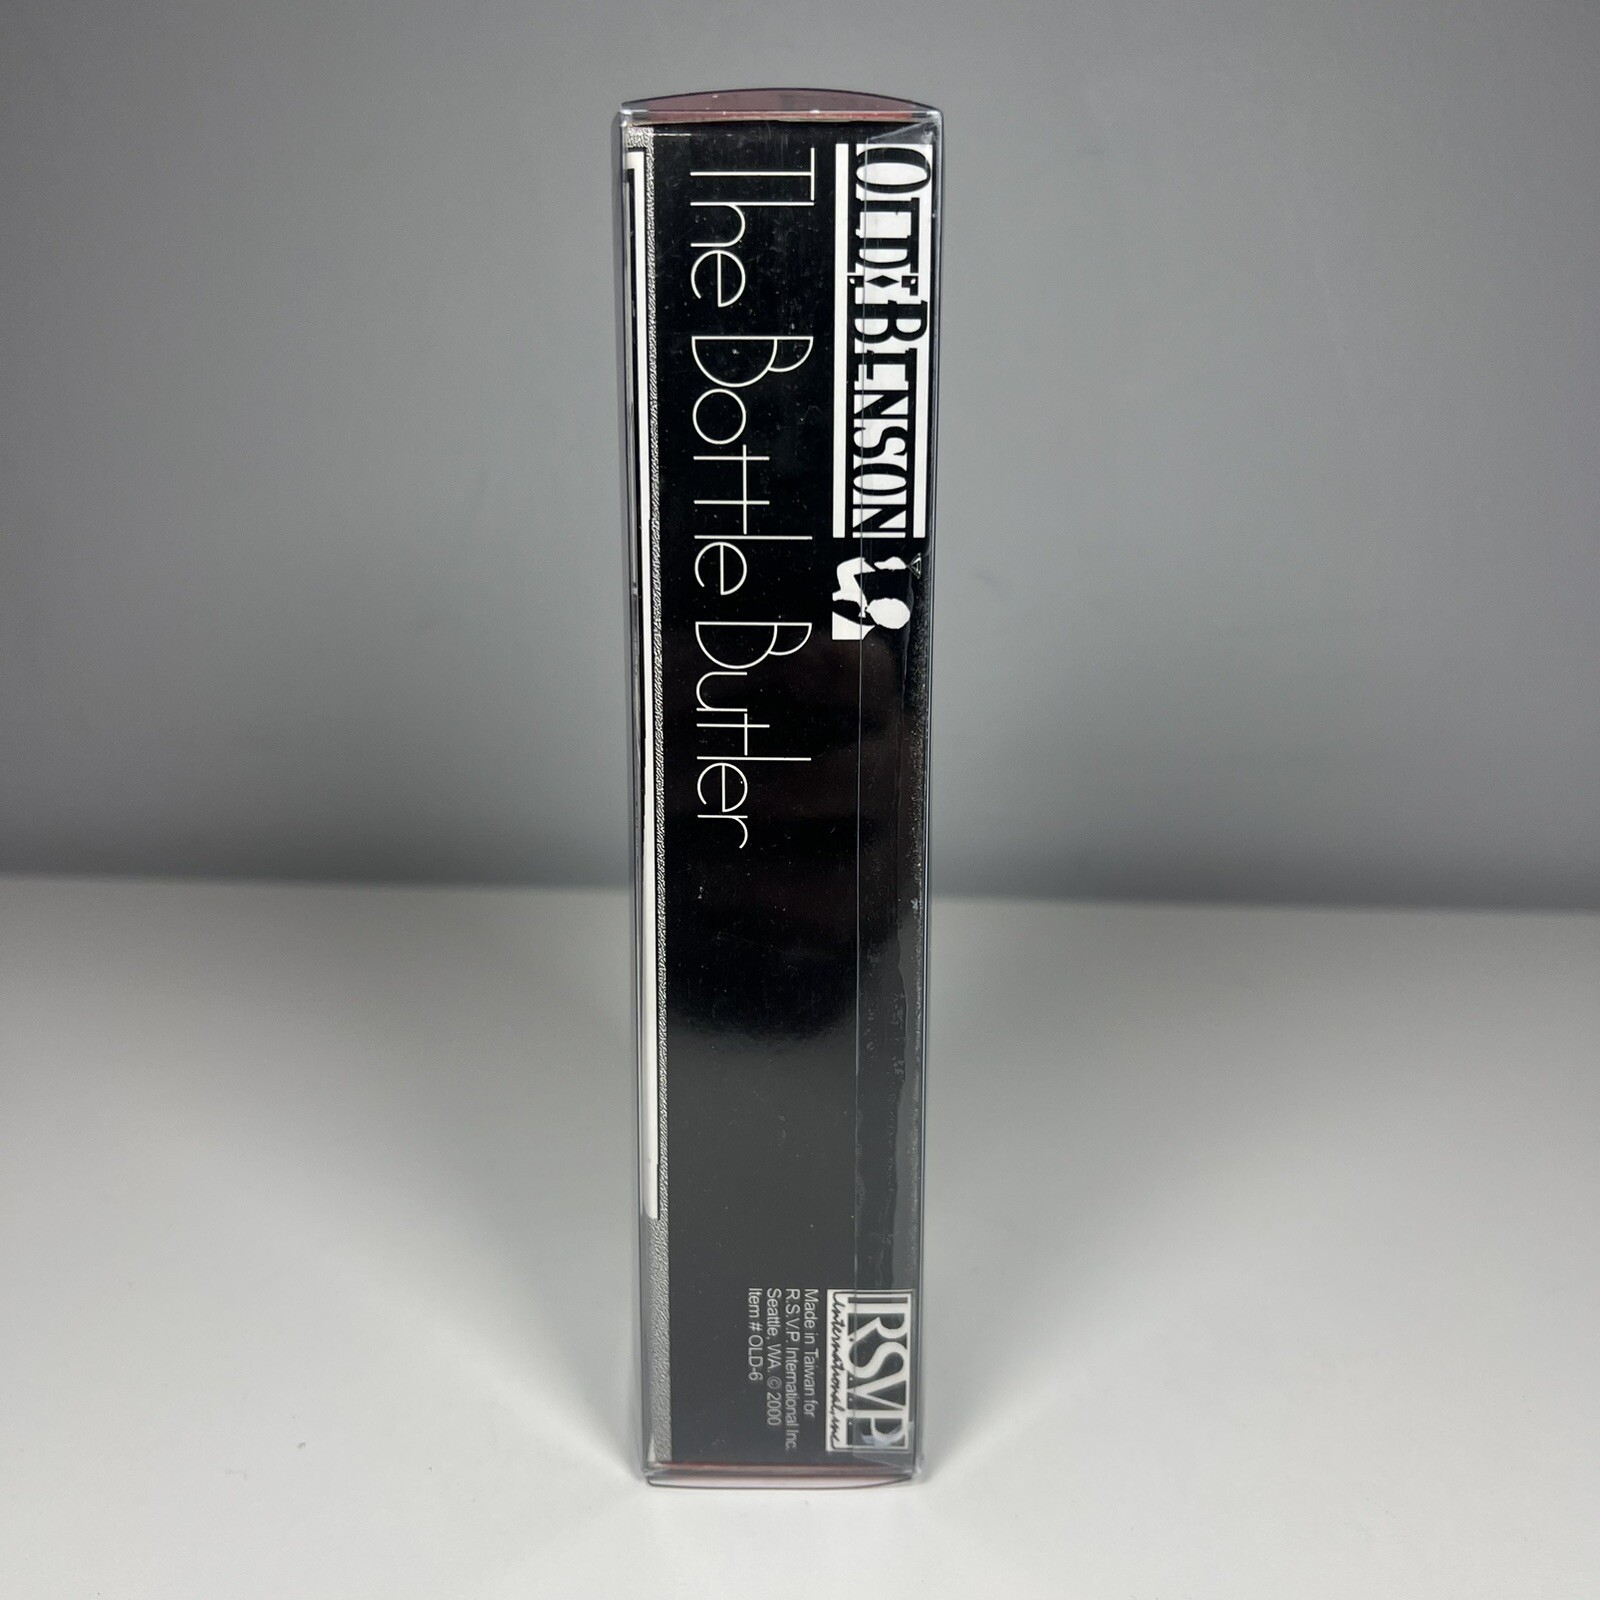 OLDE BENSON
The Bottle Butler
RSVP
international, inc
Made in Taiwan for
R.S.V.P. International Inc.
Seattle, WA. © 2000
Item # OLD-6